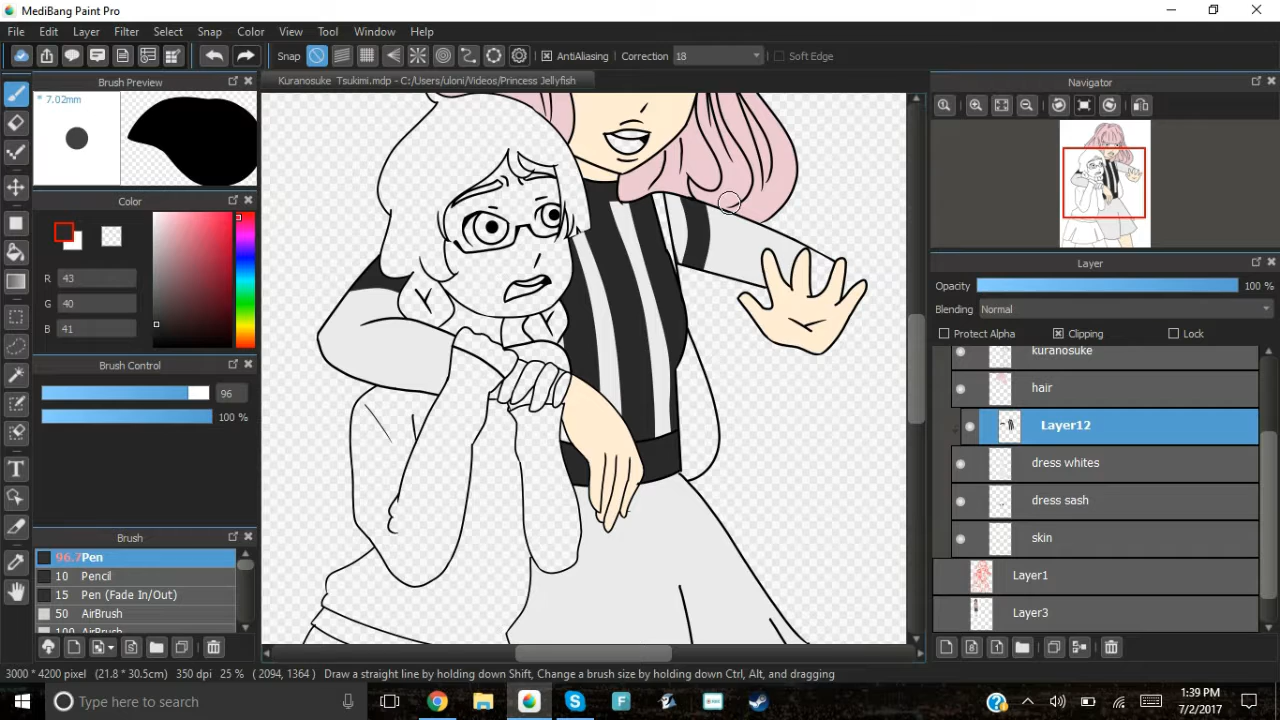 MediBang Paint Pro
File Edit Layer Filter Select Snap Color View Tool Window Help
Snap AntiAliasing Correction 18 Soft Edge
Brush Preview
Kuranosuke Tsukimi.mdp - C:/Users/uloni/Videos/Princess Jellyfish
Navigator
* 7.02mm
Color
R 43
G 40
B 41
Brush Control
96
100 %
Brush
96.7 Pen
10 Pencil
15 Pen (Fade In/Out)
50 AirBrush
100 AirBrush
Layer
Opacity 100 %
Blending Normal
Protect Alpha Clipping Lock
kuranosuke
hair
Layer12
dress whites
dress sash
skin
Layer1
Layer3
3000 * 4200 pixel (21.8 * 30.5cm) 350 dpi 25 % ( 2094, 1364 ) Draw a straight line by holding down Shift, Change a brush size by holding down Ctrl, Alt, and dragging
Type here to search
1:39 PM
7/2/2017